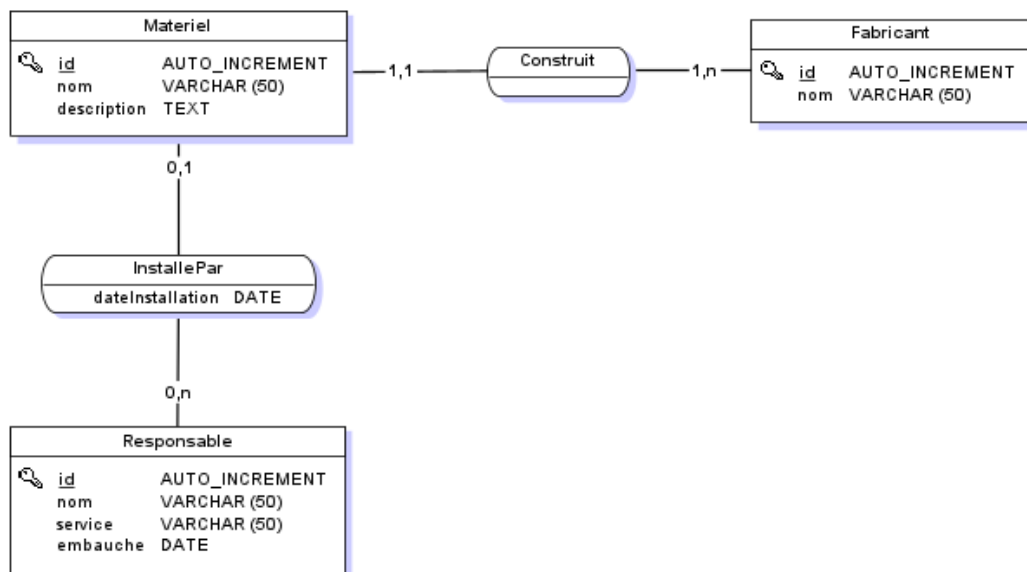 Materiel
id AUTO_INCREMENT
nom VARCHAR (50)
description TEXT
1,1
Construit
1,n
Fabricant
id AUTO_INCREMENT
nom VARCHAR (50)
0,1
InstallePar
dateInstallation DATE
0,n
Responsable
id AUTO_INCREMENT
nom VARCHAR (50)
service VARCHAR (50)
embauche DATE